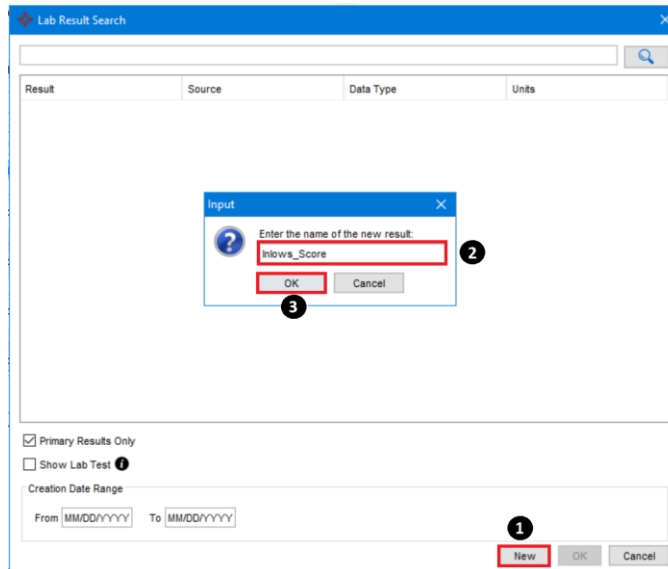 Lab Result Search
Result Source Data Type Units
Input
Enter the name of the new result:
Inlows_Score
2
OK Cancel
3
Primary Results Only
Show Lab Test i
Creation Date Range
From MM/DD/YYYY To MM/DD/YYYY
1
New OK Cancel